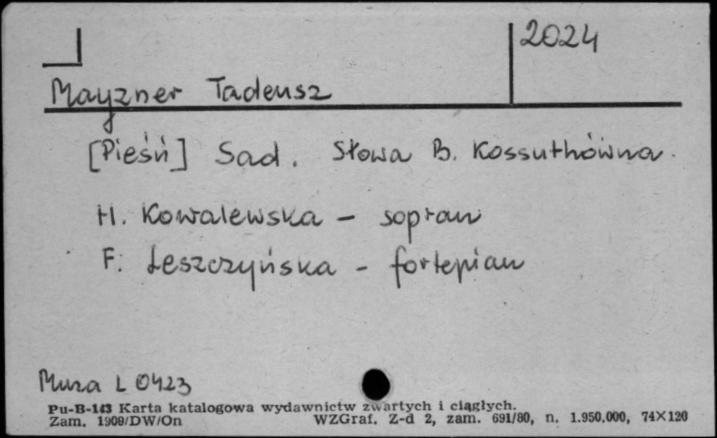 2024
Mayzner Tadeusz
[Pieśń] Sad. Słowa B. Kossuthówna.
H. Kowalewska - sopran
F. Leszczyńska - fortepian
Muza L 0423
Pu-B-143 Karta katalogowa wydawnictw zwartych i ciągłych.
Zam. 1909/DW/On WZGraf. Z-d 2, zam. 691/80, n. 1.950,000, 74X120